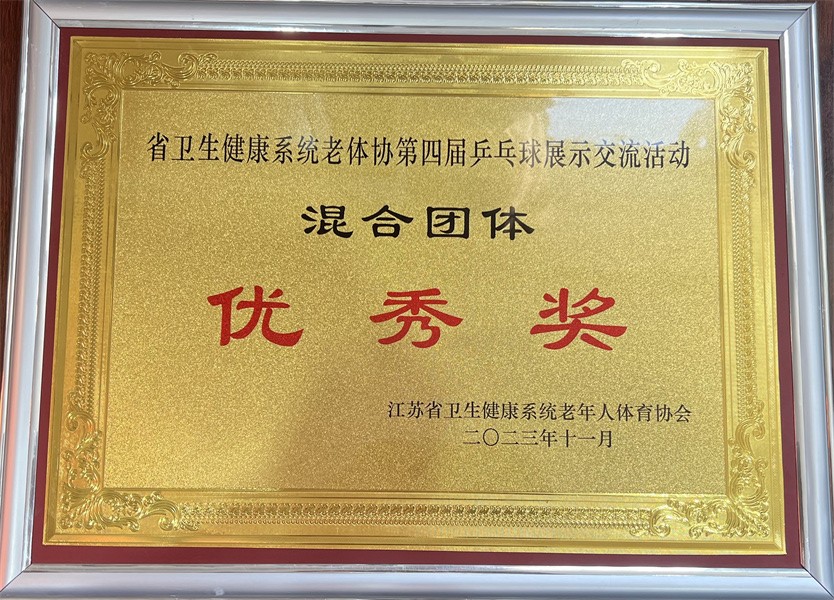 省卫生健康系统老体协第四届乒乓球展示交流活动
混合团体
优秀奖
江苏省卫生健康系统老年人体育协会
二〇二三年十一月